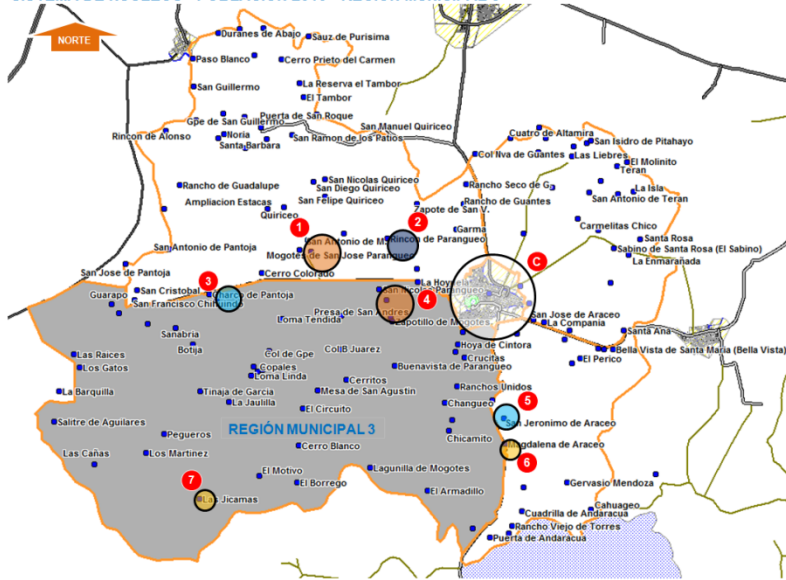 NORTE
Duranes de Abajo
Sauz de Purisima
Paso Blanco
Cerro Prieto del Carmen
San Guillermo
La Reserva el Tambor
El Tambor
Gpe de San Guillermo
Puerta de San Roque
Rincon de Alonso
Noria
San Ramon de los Patios
San Manuel Quiriceo
Santa Barbara
Cuatro de Altamira
San Isidro de Pitahayo
Col Nva de Guantes
Las Liebres
El Molinito
Teran
San Nicolas Quiriceo
Rancho de Guadalupe
San Diego Quiriceo
Rancho Seco de G
La Isla
Ampliacion Estacas
San Felipe Quiriceo
Rancho de Guantes
San Antonio de Teran
Quiriceo
Zapote de San V.
Garma
Carmelitas Chico
1
2
San Antonio de Pantoja
San Antonio de M
Rincon de Parangueo
Santa Rosa
Mogotes de San Jose Parangueo
Sabino de Santa Rosa (El Sabino)
La Enmarañada
C
San Jose de Pantoja
Cerro Colorado
3
La Hoyuela
San Cristobal
Charco de Pantoja
San Nicolas Parangueo
4
Guarapo
San Francisco Chihuindo
Presa de San Andres
San Jose de Araceo
Loma Tendida
Zapotillo de Mogotes
La Compania
Sanabria
Santa Ana
Botija
Hoya de Cintora
Las Raices
Col de Gpe
Col B Juarez
Crucitas
El Perico
Bella Vista de Santa Maria (Bella Vista)
Los Gatos
Copales
Buenavista de Parangueo
Loma Linda
Cerritos
La Barquilla
Tinaja de Garcia
Mesa de San Agustin
Ranchos Unidos
La Jaulilla
Changueo
5
El Circuito
Salitre de Aguilares
San Jeronimo de Araceo
REGIÓN MUNICIPAL 3
Pegueros
Chicamito
Magdalena de Araceo
6
Las Cañas
Los Martinez
Cerro Blanco
7
El Motivo
Lagunilla de Mogotes
El Borrego
Gervasio Mendoza
Las Jicamas
El Armadillo
Cahuageo
Cuadrilla de Andaracua
Rancho Viejo de Torres
Puerta de Andaracua